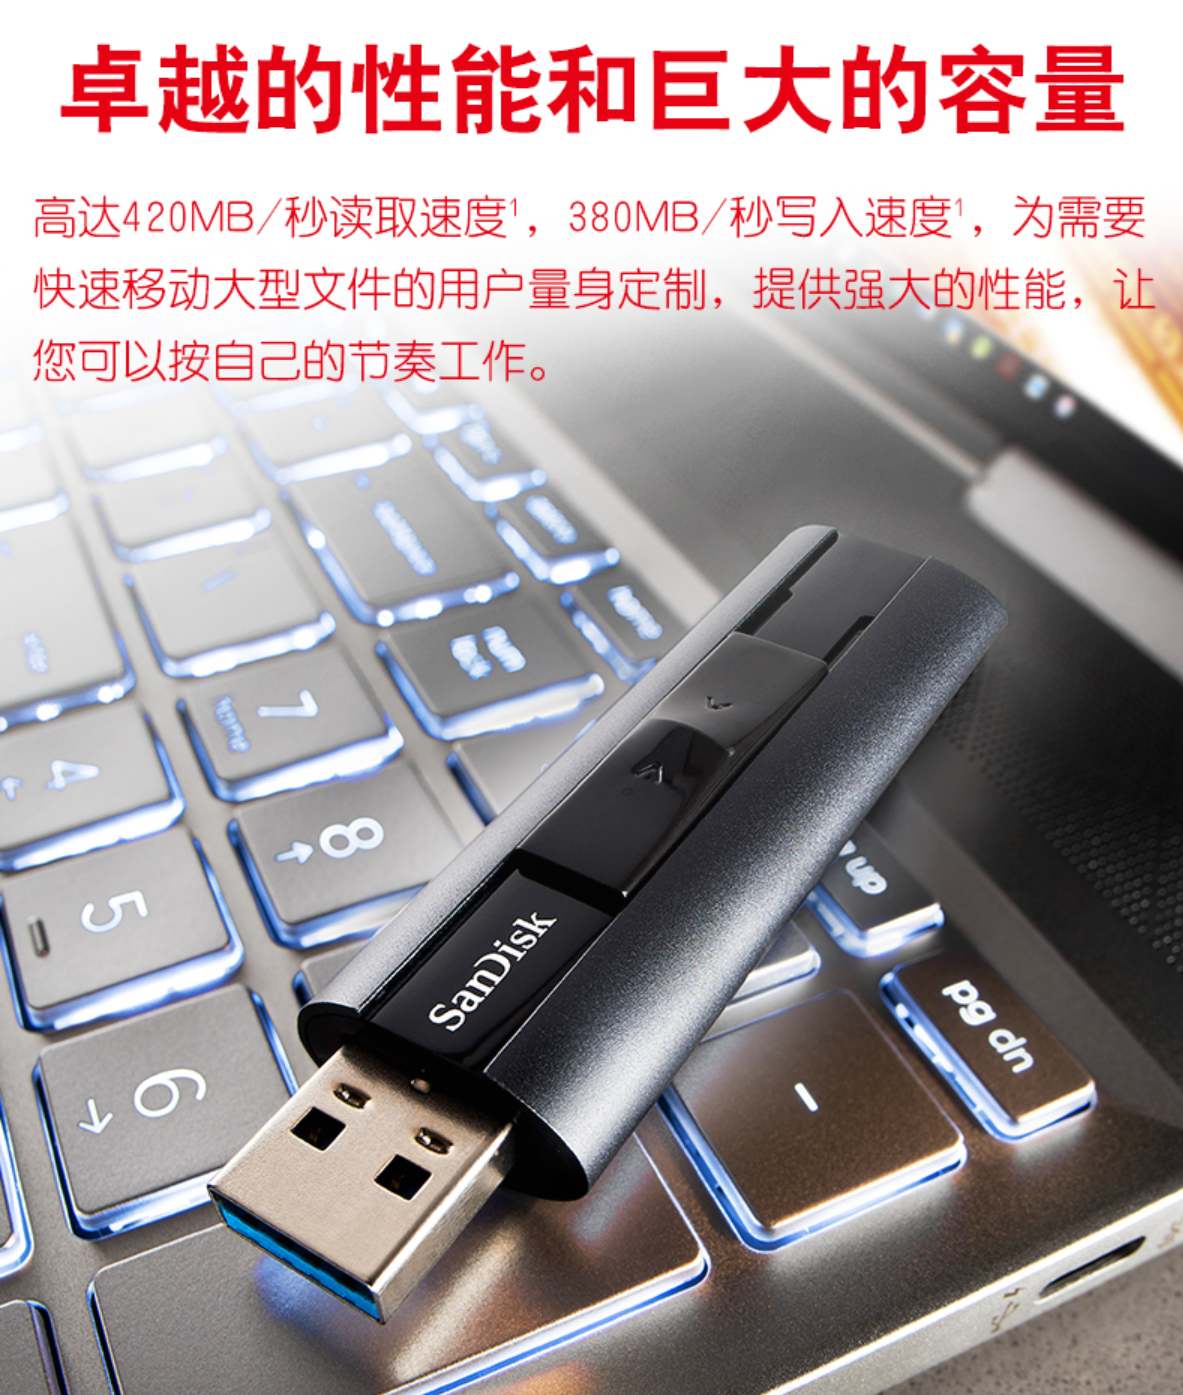 卓越的性能和巨大的容量
高达420MB/秒读取速度¹，380MB/秒写入速度¹，为需要
快速移动大型文件的用户量身定制，提供强大的性能，让
您可以按自己的节奏工作。
home
num
lock
7
4
8
5
up
SanDisk
pg dn
6
-